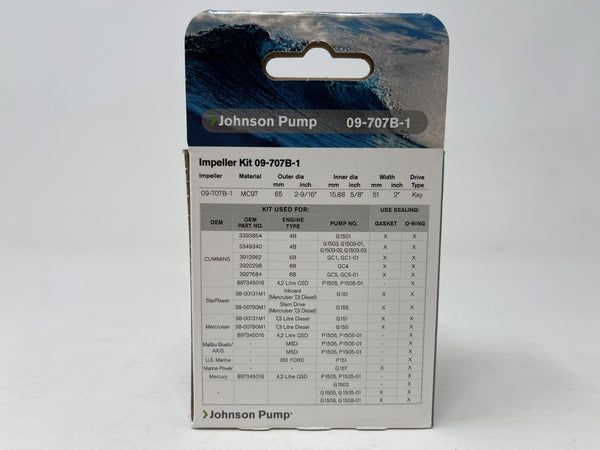 Johnson Pump 09-707B-1
Impeller Kit 09-707B-1
Impeller Material Outer dia Inner dia Width Drive
mm inch mm inch mm inch Type
09-707B-1 MC97 65 2-9/16" 15.88 5/8" 51 2" Key
KIT USED FOR: USE SEALING:
OEM OEM PART NO. ENGINE TYPE PUMP NO. GASKET O-RING
3393854 4B G1501 X X
3349340 4B G1503, G1503-01, G1503-02, G1503-03 X X
CUMMINS 3912962 6B GC1, GC1-01 X X
3920298 6B GC4 X X
3927684 6B GC5, GC5-01 X X
897345016 4,2 Litre QSD P1505, P1505-01 - X
StarPower 38-00131M1 Inboard (Mercruiser 7,3 Diesel) G151 X X
38-00790M1 Stern Drive (Mercruiser 7,3 Diesel) G155 X X
38-00131M1 7,3 Litre Diesel G151 X X
Mercruiser 38-00790M1 7,3 Litre Diesel G155 X X
897345016 4,2 Litre QSD P1505, P1505-01 - X
Malibu Boats/ AXIS - M5Di P1505, P1505-01 - X
- M5Di P1505, P1505-01 - X
U.S. Marine - 351 FORD P151 - X
Marine Power - - G157 X X
Mercury 897345016 4,2 Litre QSD P1505, P1505-01 - X
G1502 - X
- G1505, G1505-01 X X
G1508, G1508-01 X X
Johnson Pump